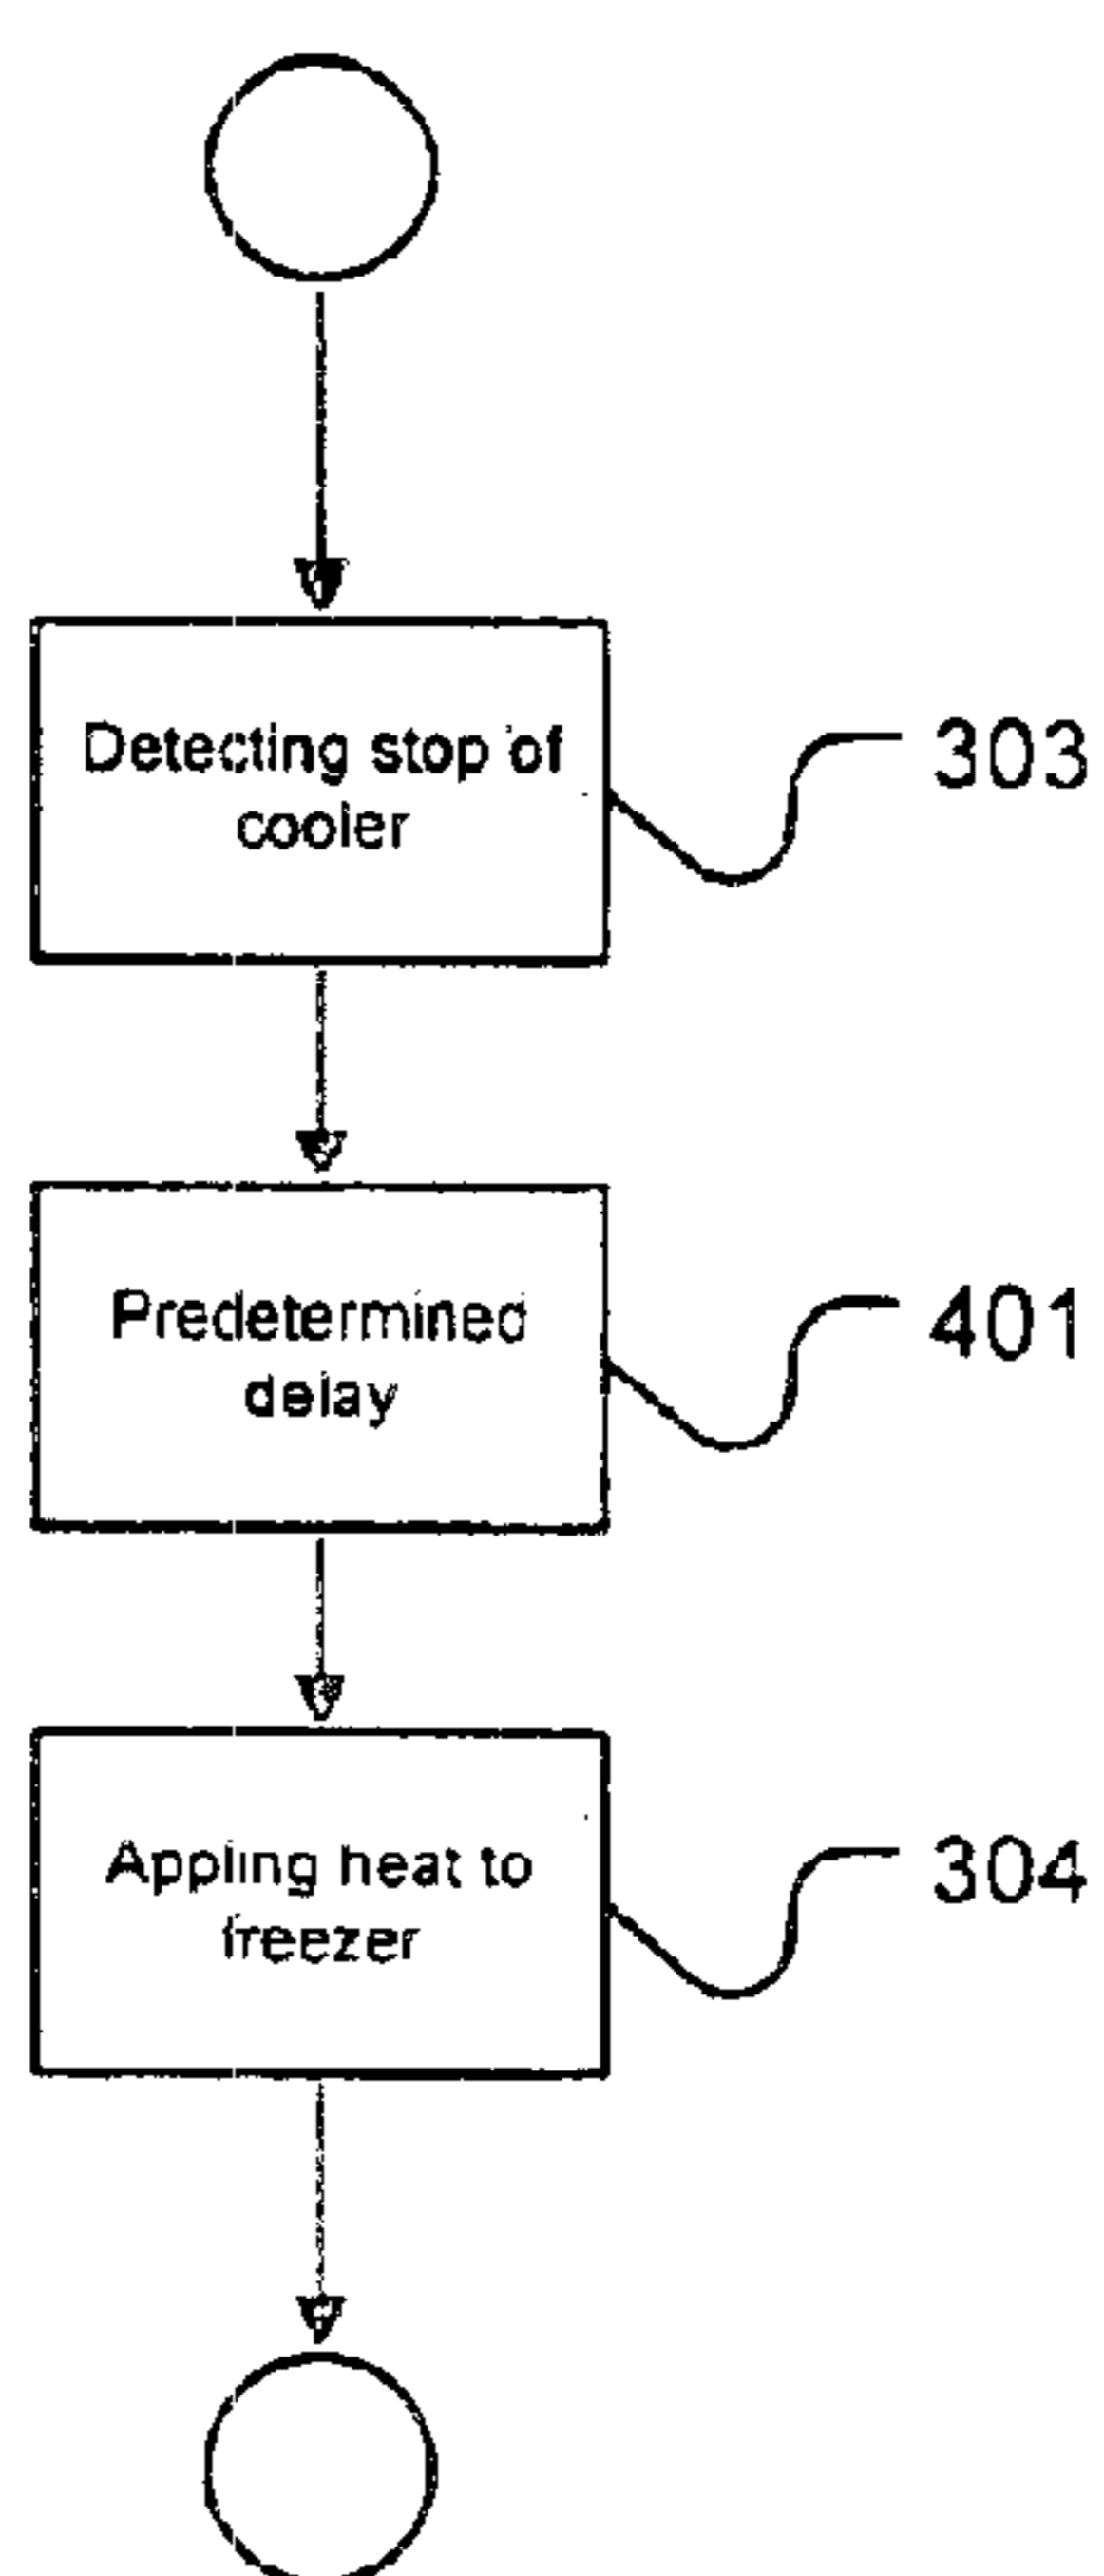 Detecting stop of
cooler
303
Predetermined
delay
401
Appling heat to
freezer
304